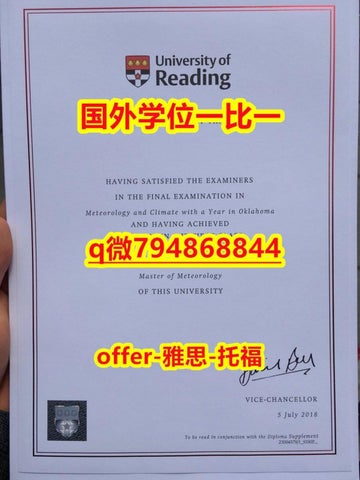 University of
Reading
国外学位一比一
HAVING SATISFIED THE EXAMINERS
IN THE FINAL EXAMINATION IN
Meteorology and Climate with a Year in Oklahoma
AND HAVING ACHIEVED
q微794868844
Master of Meteorology
OF THIS UNIVERSITY
offer-雅思-托福
VICE-CHANCELLOR
5 July 2018
To be read in conjunction with the Diploma Supplement